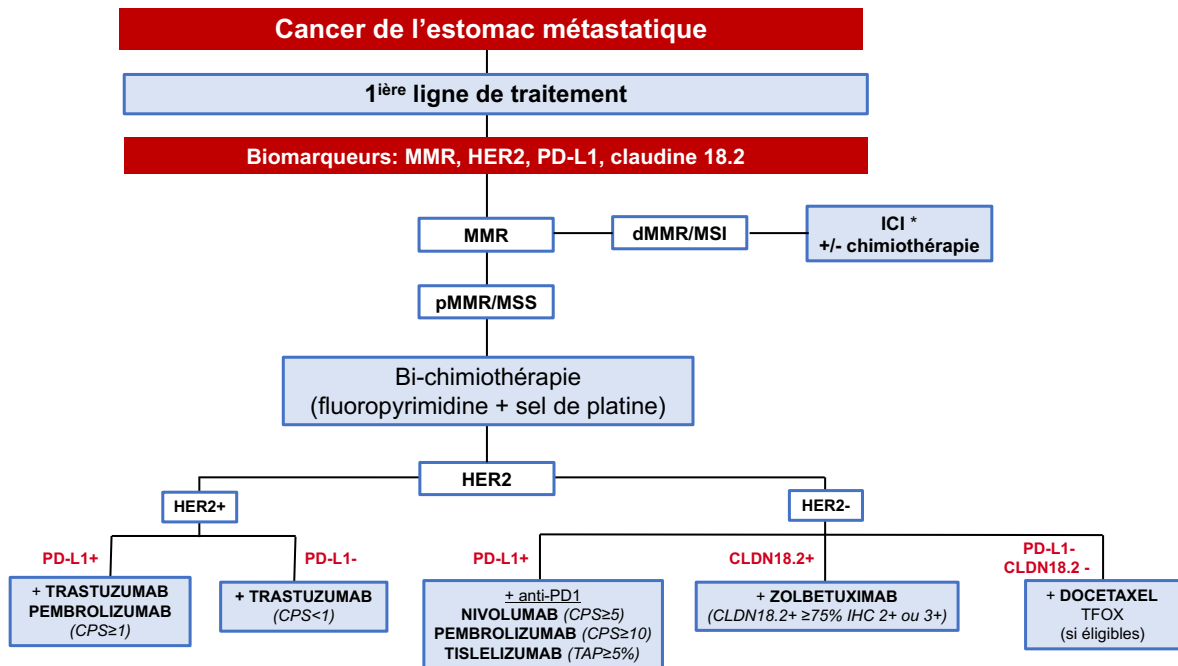 Cancer de l’estomac métastatique
1ière ligne de traitement
Biomarqueurs: MMR, HER2, PD-L1, claudine 18.2
MMR
dMMR/MSI
ICI *
+/- chimiothérapie
pMMR/MSS
Bi-chimiothérapie
(fluoropyrimidine + sel de platine)
HER2
HER2+
HER2-
PD-L1+
PD-L1-
PD-L1+
CLDN18.2+
PD-L1-
CLDN18.2 -
+ TRASTUZUMAB
PEMBROLIZUMAB
(CPS≥1)
+ TRASTUZUMAB
(CPS<1)
+ anti-PD1
NIVOLUMAB (CPS≥5)
PEMBROLIZUMAB (CPS≥10)
TISLELIZUMAB (TAP≥5%)
+ ZOLBETUXIMAB
(CLDN18.2+ ≥75% IHC 2+ ou 3+)
+ DOCETAXEL
TFOX
(si éligibles)